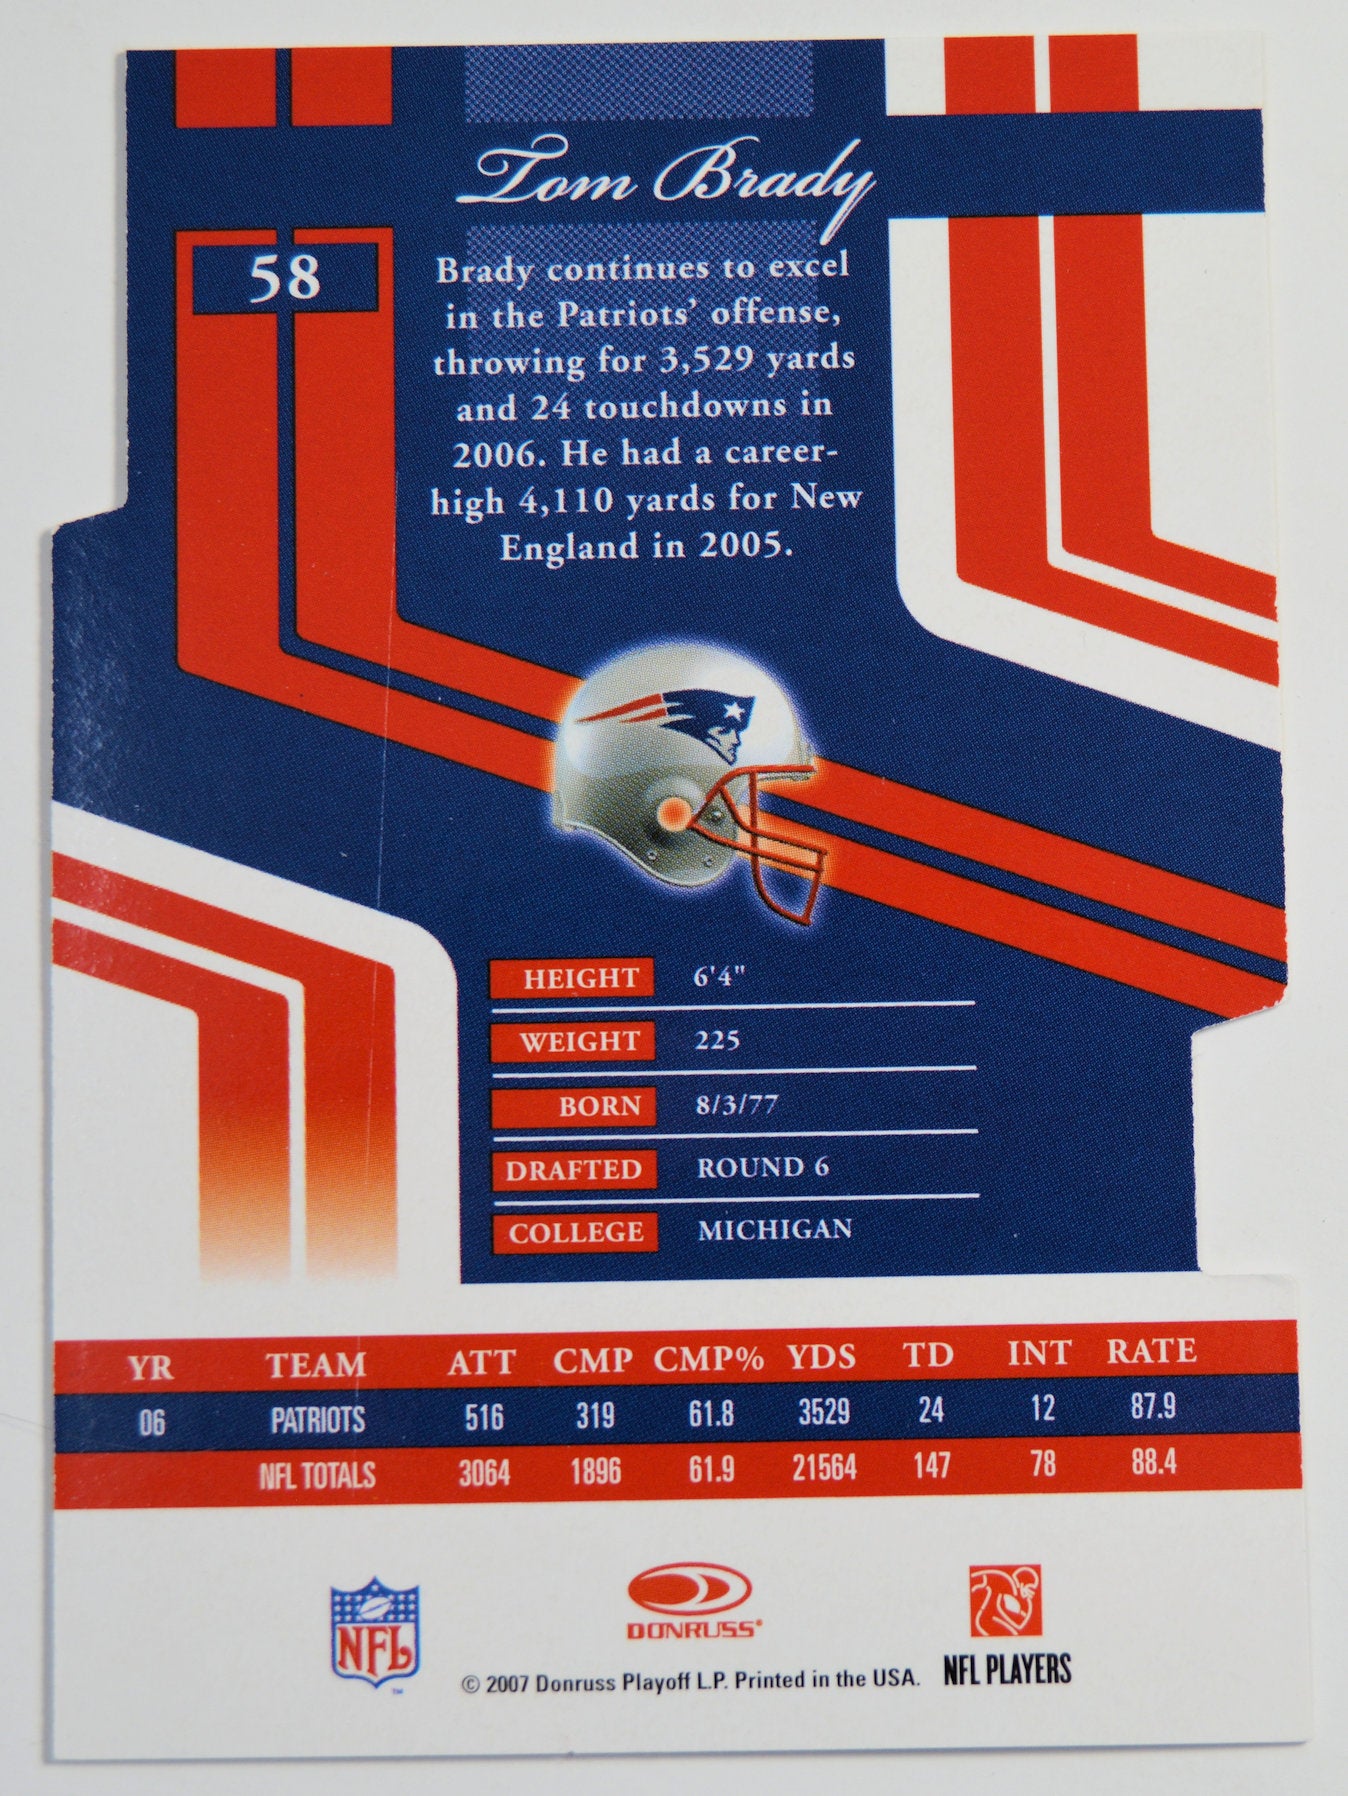 Tom Brady
58
Brady continues to excel
in the Patriots' offense,
throwing for 3,529 yards
and 24 touchdowns in
2006. He had a career-
high 4,110 yards for New
England in 2005.
HEIGHT 6'4"
WEIGHT 225
BORN 8/3/77
DRAFTED ROUND 6
COLLEGE MICHIGAN
YR TEAM ATT CMP CMP% YDS TD INT RATE
06 PATRIOTS 516 319 61.8 3529 24 12 87.9
NFL TOTALS 3064 1896 61.9 21564 147 78 88.4
NFL
TM
DONRUSS®
© 2007 Donruss Playoff L.P. Printed in the USA.
NFL PLAYERS